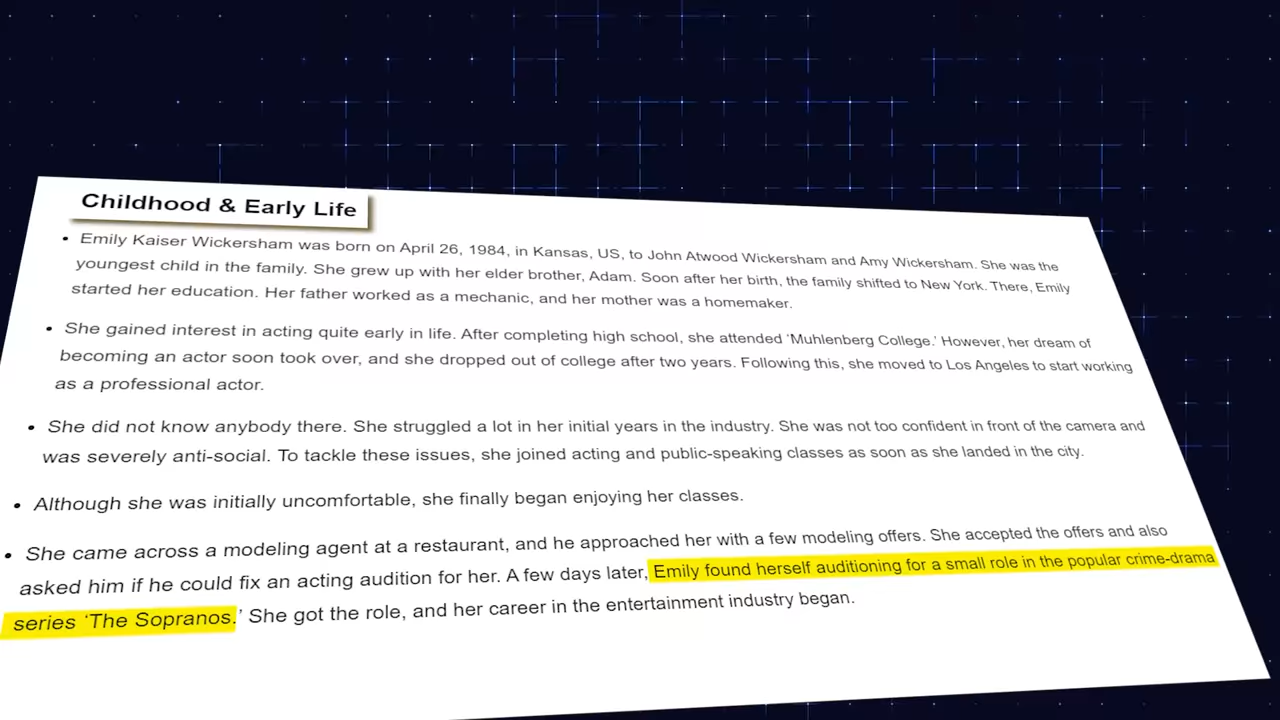 Childhood & Early Life
• Emily Kaiser Wickersham was born on April 26, 1984, in Kansas, US, to John Atwood Wickersham and Amy Wickersham. She was the
youngest child in the family. She grew up with her elder brother, Adam. Soon after her birth, the family shifted to New York. There, Emily
started her education. Her father worked as a mechanic, and her mother was a homemaker.
• She gained interest in acting quite early in life. After completing high school, she attended ‘Muhlenberg College.’ However, her dream of
becoming an actor soon took over, and she dropped out of college after two years. Following this, she moved to Los Angeles to start working
as a professional actor.
• She did not know anybody there. She struggled a lot in her initial years in the industry. She was not too confident in front of the camera and
was severely anti-social. To tackle these issues, she joined acting and public-speaking classes as soon as she landed in the city.
• Although she was initially uncomfortable, she finally began enjoying her classes.
• She came across a modeling agent at a restaurant, and he approached her with a few modeling offers. She accepted the offers and also
asked him if he could fix an acting audition for her. A few days later, Emily found herself auditioning for a small role in the popular crime-drama
series ‘The Sopranos.’ She got the role, and her career in the entertainment industry began.